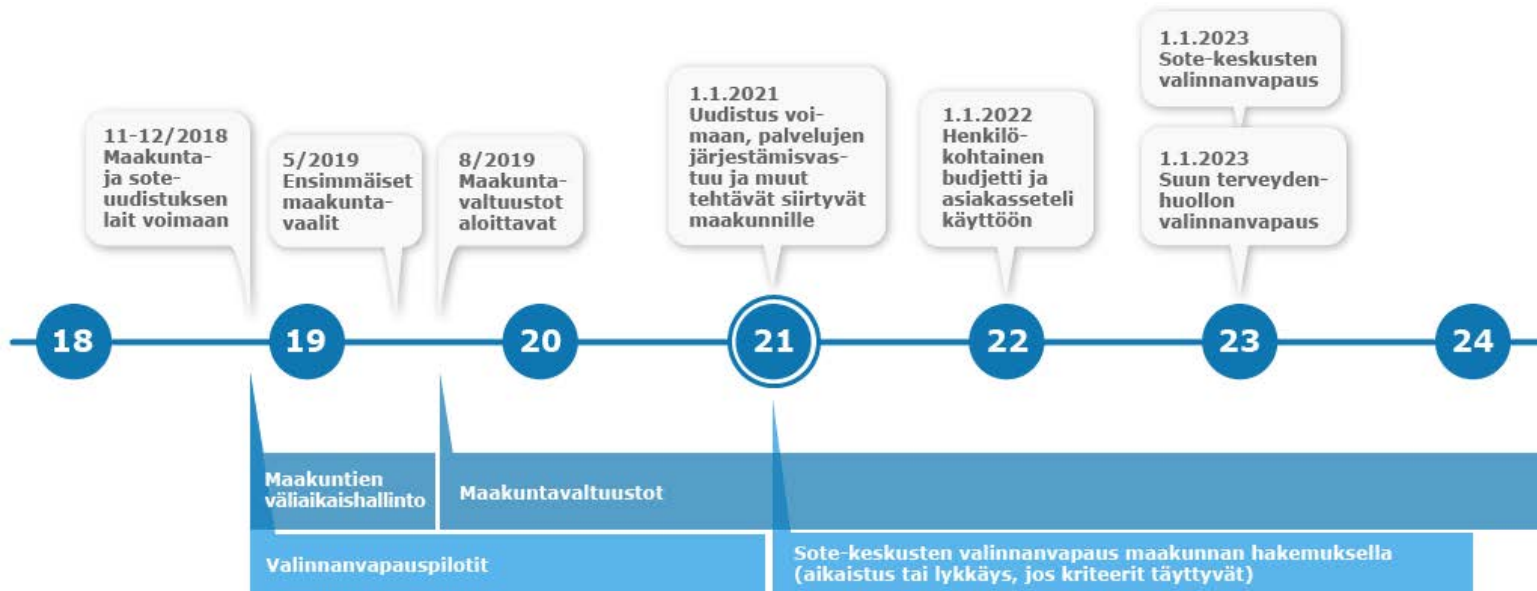 11-12/2018
Maakunta-
ja sote-
uudistuksen
lait voimaan
5/2019
Ensimmäiset
maakunta-
vaalit
8/2019
Maakunta-
valtuustot
aloittavat
1.1.2021
Uudistus voi-
maan, palvelujen
järjestämisvas-
tuu ja muut
tehtävät siirtyvät
maakunnille
1.1.2022
Henkilö-
kohtainen
budjetti ja
asiakasseteli
käyttöön
1.1.2023
Sote-keskusten
valinnanvapaus
1.1.2023
Suun terveyden-
huollon
valinnanvapaus
18
19
20
21
22
23
24
Maakuntien
väliaikaishallinto
Maakuntavaltuustot
Valinnanvapauspilotit
Sote-keskusten valinnanvapaus maakunnan hakemuksella
(aikaistus tai lykkäys, jos kriteerit täyttyvät)